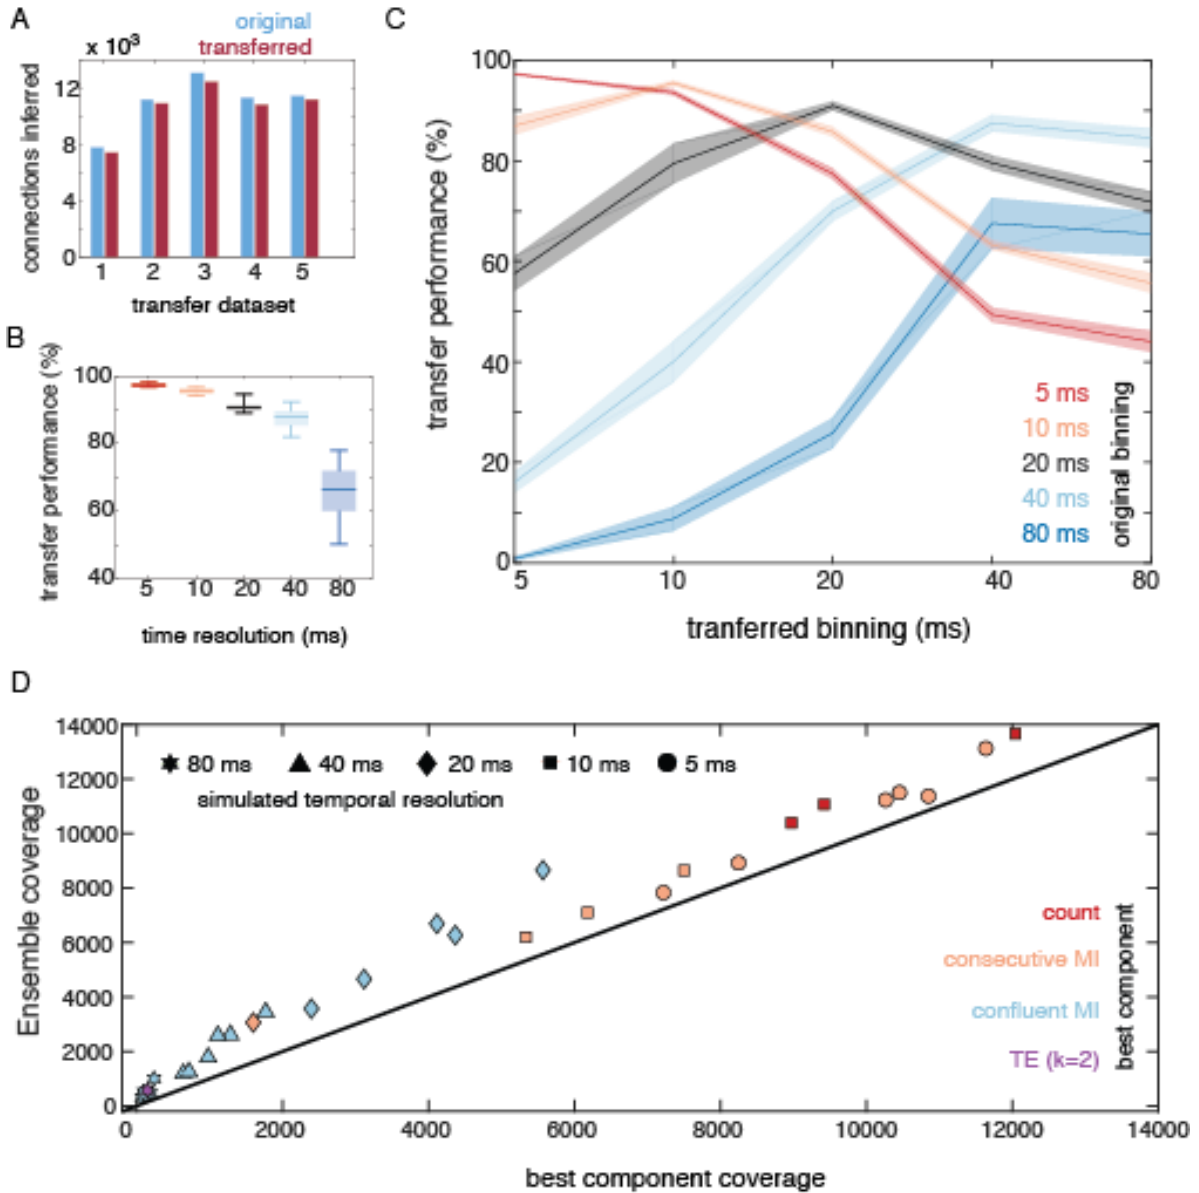 A
original
transferred
x 10³
connections inferred
12
8
4
0
1 2 3 4 5
transfer dataset
B
transfer performance (%)
100
80
60
40
5 10 20 40 80
time resolution (ms)
C
transfer performance (%)
100
80
60
40
20
0
5 10 20 40 80
tranferred binning (ms)
5 ms
10 ms
20 ms
40 ms
80 ms
original binning
D
Ensemble coverage
14000
12000
10000
8000
6000
4000
2000
0
80 ms 40 ms 20 ms 10 ms 5 ms
simulated temporal resolution
count
consecutive MI
confluent MI
TE (k=2)
best component
0 2000 4000 6000 8000 10000 12000 14000
best component coverage